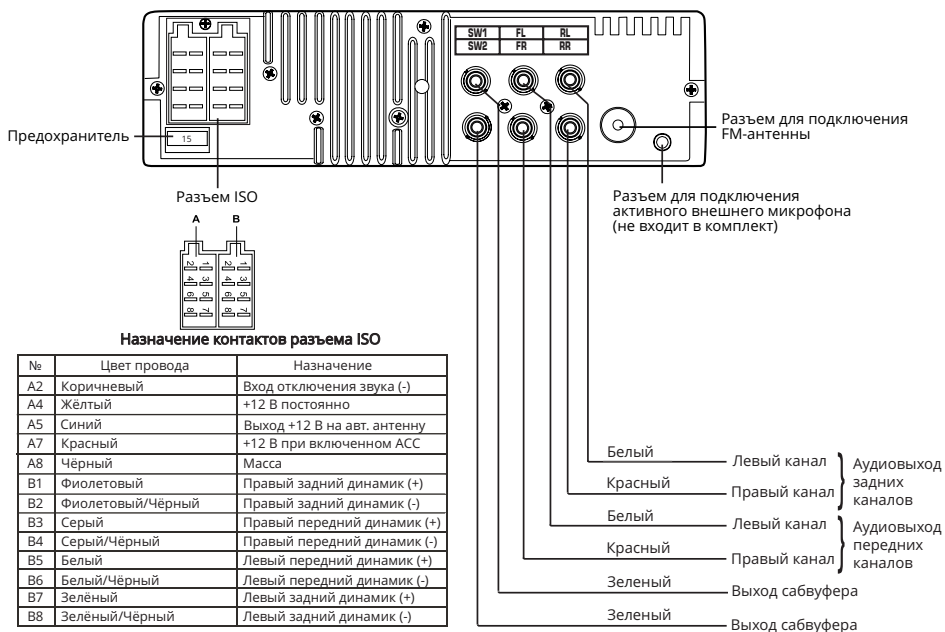 SW1 FL RL
SW2 FR RR
Предохранитель
15
Разъем для подключения
FM-антенны
Разъем ISO
Разъем для подключения
активного внешнего микрофона
(не входит в комплект)
A B
2 1 2 1
4 3 4 3
6 5 6 5
8 7 8 7
Назначение контактов разъема ISO
№ Цвет провода Назначение
A2 Коричневый Вход отключения звука (-)
A4 Жёлтый +12 В постоянно
A5 Синий Выход +12 В на авт. антенну
A7 Красный +12 В при включенном ACC
A8 Чёрный Масса
B1 Фиолетовый Правый задний динамик (+)
B2 Фиолетовый/Чёрный Правый задний динамик (-)
B3 Серый Правый передний динамик (+)
B4 Серый/Чёрный Правый передний динамик (-)
B5 Белый Левый передний динамик (+)
B6 Белый/Чёрный Левый передний динамик (-)
B7 Зелёный Левый задний динамик (+)
B8 Зелёный/Чёрный Левый задний динамик (-)
Белый Левый канал
Красный Правый канал
Аудиовыход
задних
каналов
Белый Левый канал
Красный Правый канал
Аудиовыход
передних
каналов
Зеленый Выход сабвуфера
Зеленый Выход сабвуфера